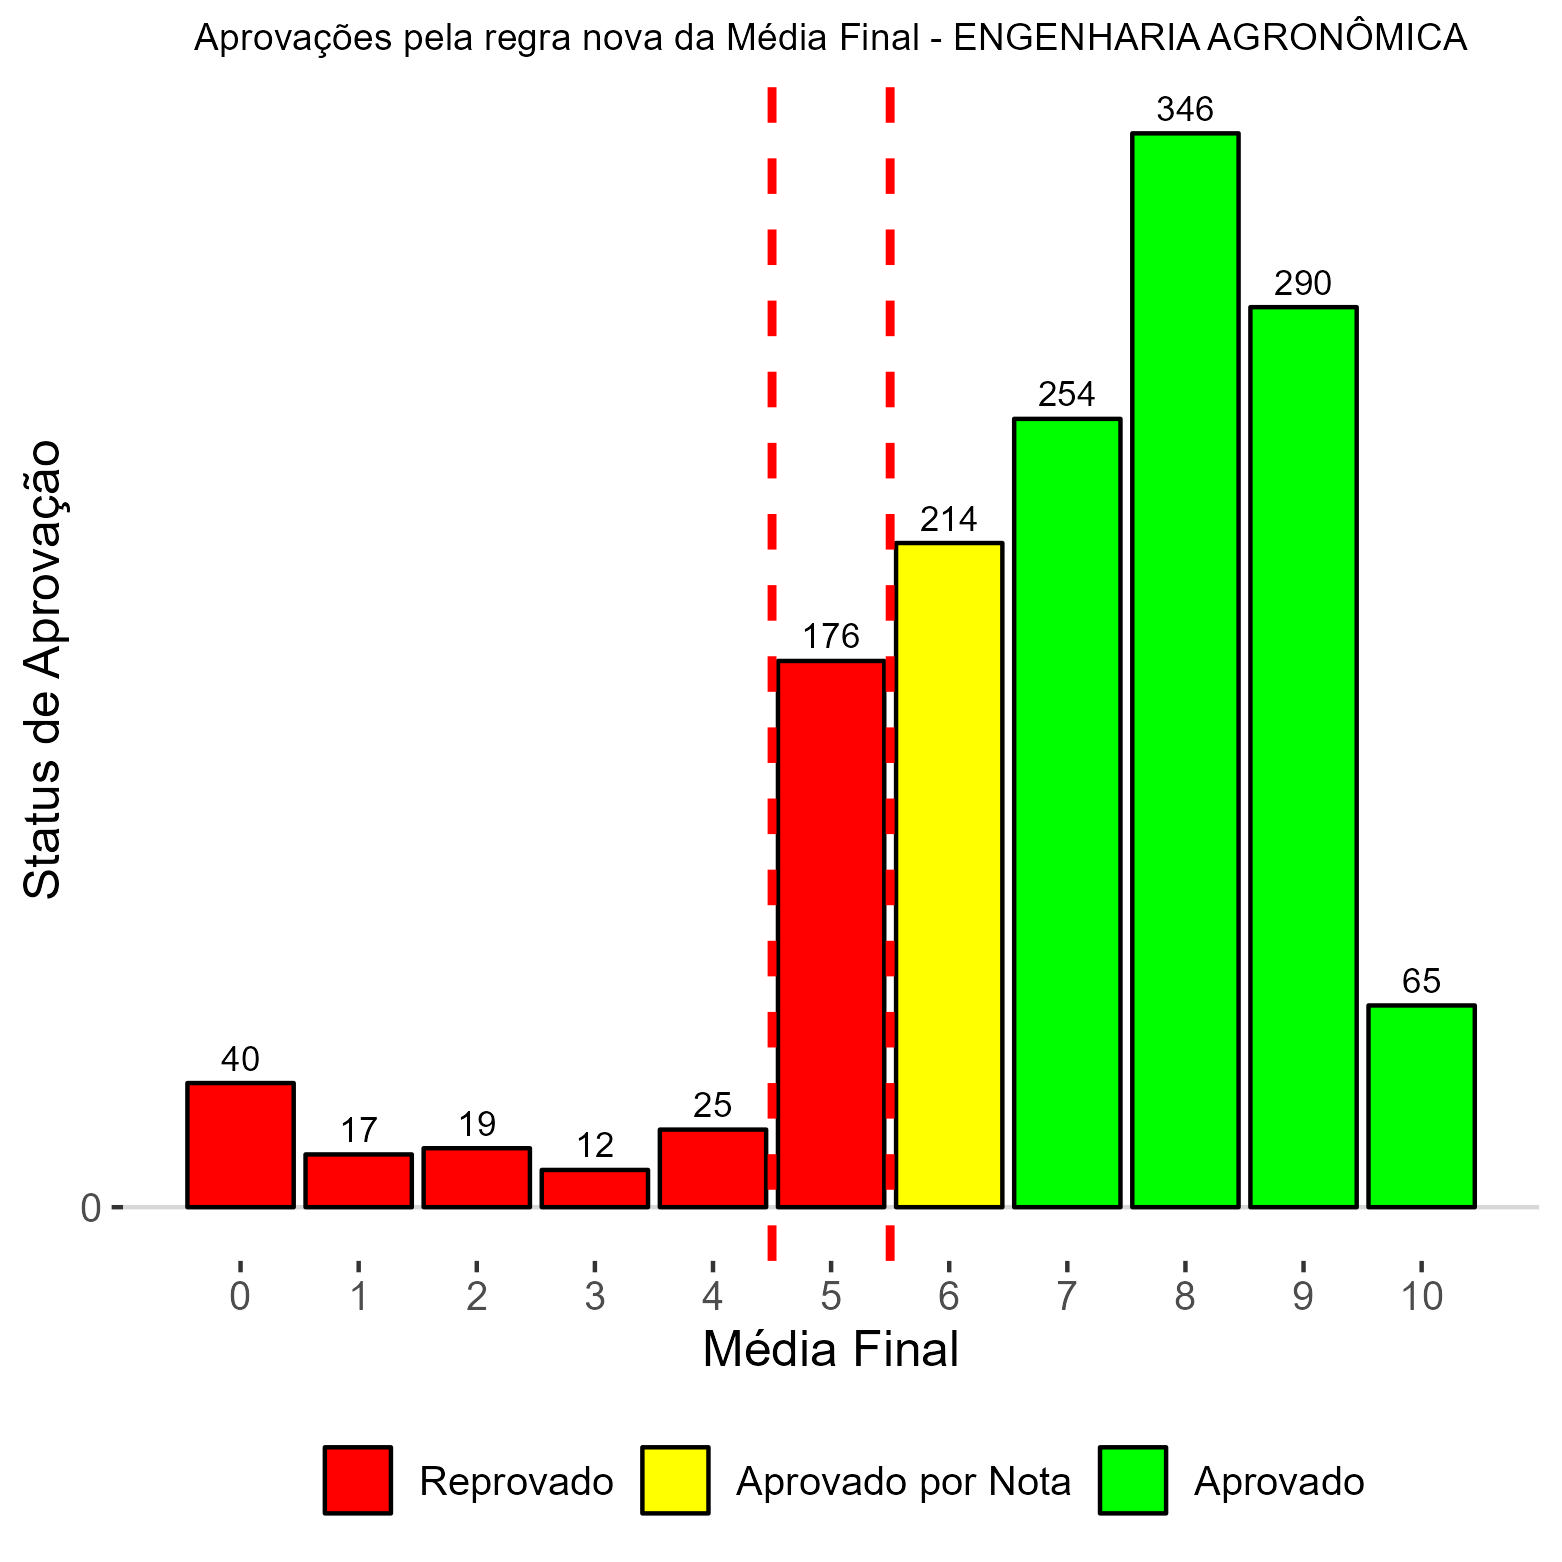 Aprovações pela regra nova da Média Final - ENGENHARIA AGRONÔMICA
346
290
254
214
176
65
40
25
19
17
12
Status de Aprovação
0
0 1 2 3 4 5 6 7 8 9 10
Média Final
Reprovado Aprovado por Nota Aprovado